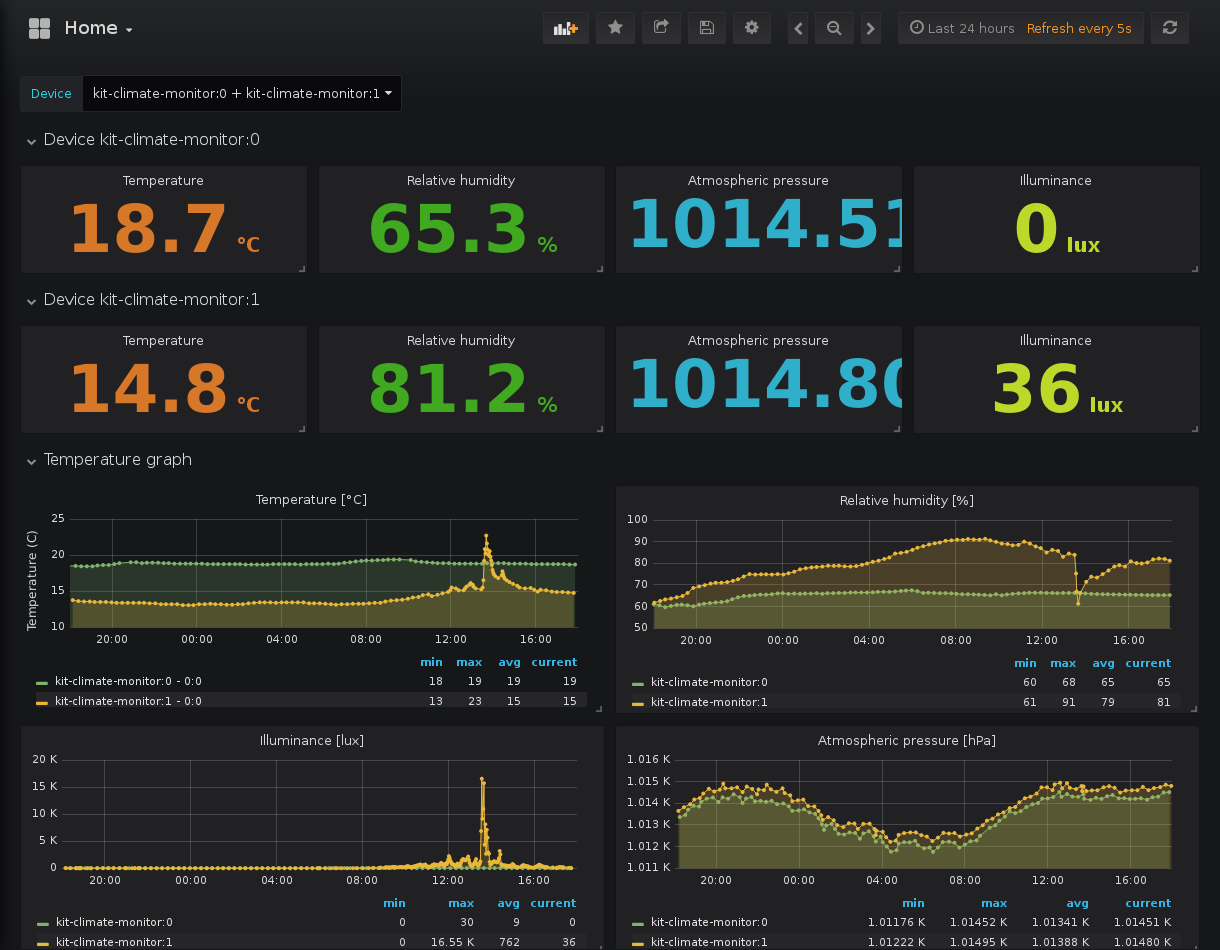 Home
Last 24 hours Refresh every 5s
Device kit-climate-monitor:0 + kit-climate-monitor:1
Device kit-climate-monitor:0
Temperature
18.7 °C
Relative humidity
65.3 %
Atmospheric pressure
1014.51
Illuminance
0 lux
Device kit-climate-monitor:1
Temperature
14.8 °C
Relative humidity
81.2 %
Atmospheric pressure
1014.80
Illuminance
36 lux
Temperature graph
Temperature [°C]
Temperature (C)
25
20
15
10
20:00 00:00 04:00 08:00 12:00 16:00
min max avg current
kit-climate-monitor:0 - 0:0 18 19 19 19
kit-climate-monitor:1 - 0:0 13 23 15 15
Relative humidity [%]
100
90
80
70
60
50
20:00 00:00 04:00 08:00 12:00 16:00
min max avg current
kit-climate-monitor:0 60 68 65 65
kit-climate-monitor:1 61 91 79 81
Illuminance [lux]
20 K
15 K
10 K
5 K
0
20:00 00:00 04:00 08:00 12:00 16:00
min max avg current
kit-climate-monitor:0 0 30 9 0
kit-climate-monitor:1 0 16.55 K 762 36
Atmospheric pressure [hPa]
1.016 K
1.015 K
1.014 K
1.013 K
1.012 K
1.011 K
20:00 00:00 04:00 08:00 12:00 16:00
min max avg current
kit-climate-monitor:0 1.01176 K 1.01452 K 1.01341 K 1.01451 K
kit-climate-monitor:1 1.01222 K 1.01495 K 1.01388 K 1.01480 K